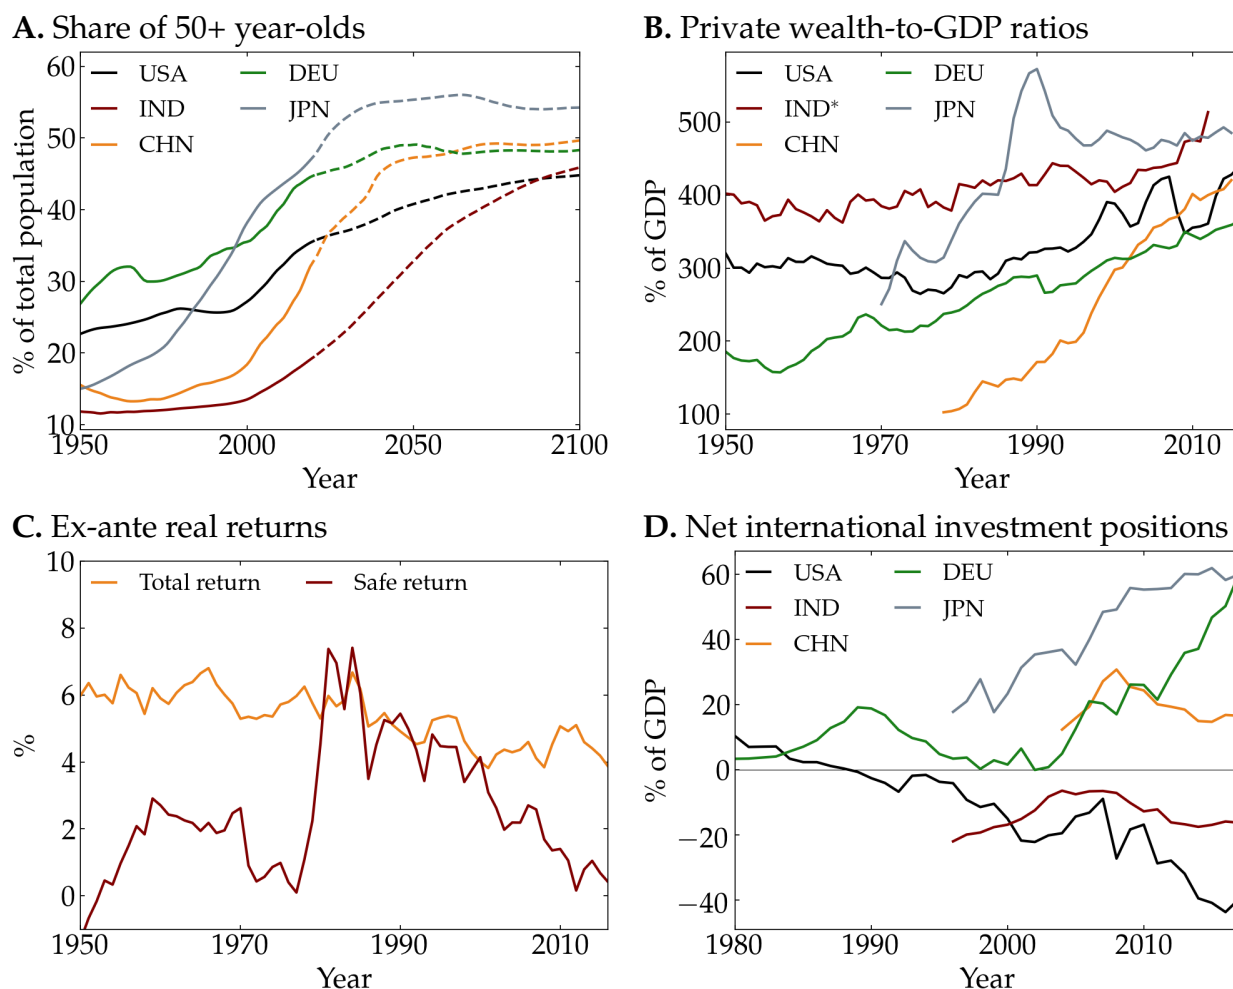 A. Share of 50+ year-olds
% of total population
60
50
40
30
20
10
USA
IND
CHN
DEU
JPN
1950
2000
2050
2100
Year
B. Private wealth-to-GDP ratios
% of GDP
500
400
300
200
100
USA
IND*
CHN
DEU
JPN
1950
1970
1990
2010
Year
C. Ex-ante real returns
%
10
8
6
4
2
0
Total return
Safe return
1950
1970
1990
2010
Year
D. Net international investment positions
% of GDP
60
40
20
0
−20
−40
USA
IND
CHN
DEU
JPN
1980
1990
2000
2010
Year